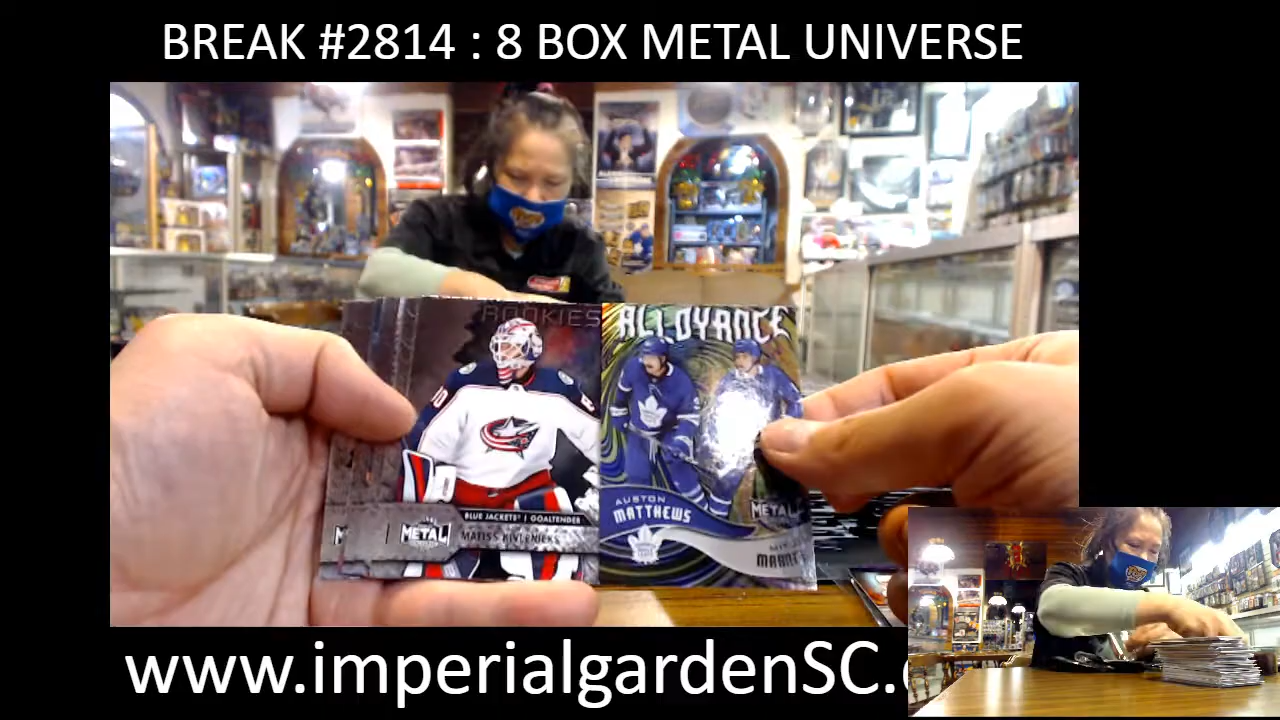 BREAK #2814 : 8 BOX METAL UNIVERSE
ROOKIES
ALLOYANCE
BLUE JACKETS | GOALTENDER
METAL
MATISS KIVLENIEKS
AUSTON
MATTHEWS
METAL
www.imperialgardenSC.